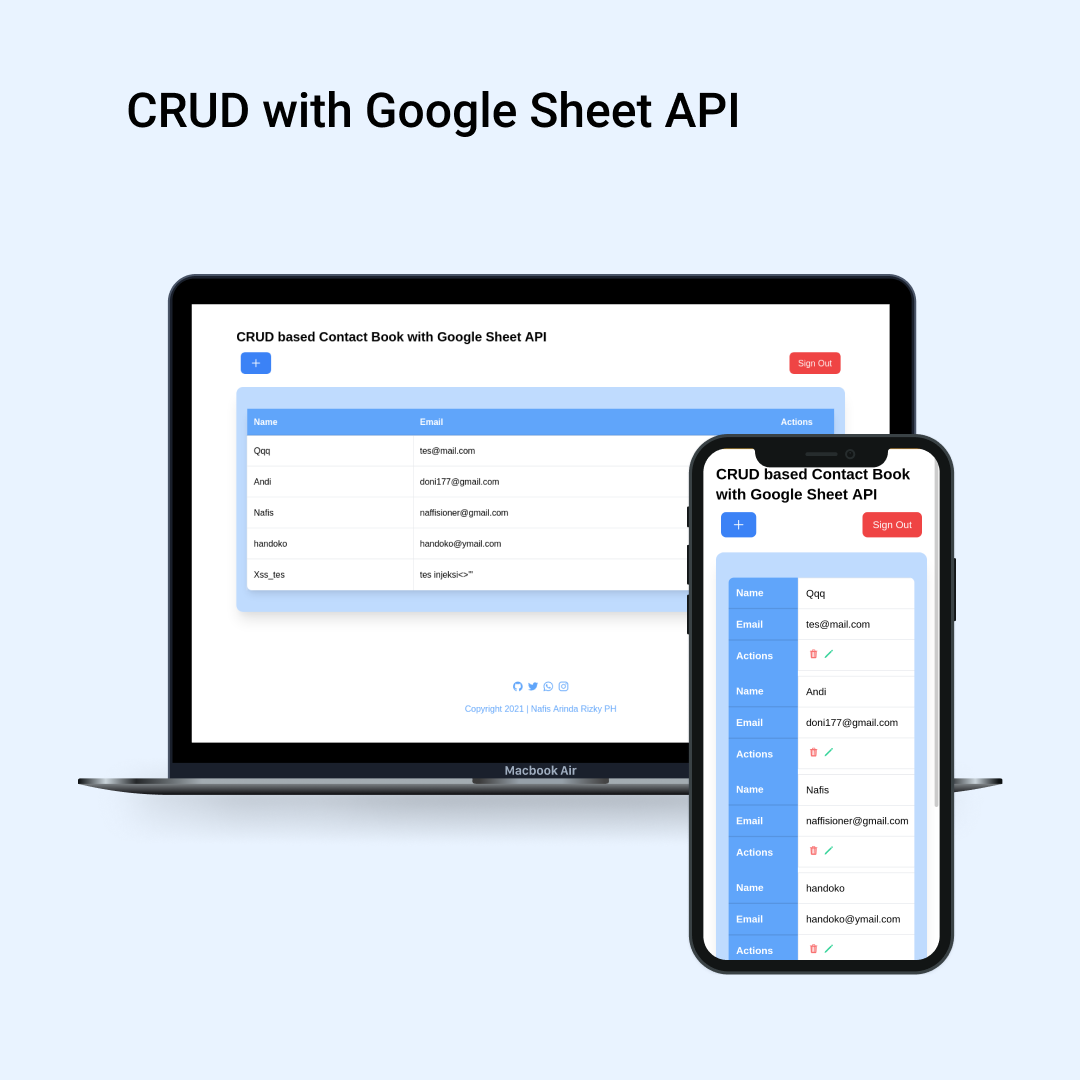 CRUD with Google Sheet API
CRUD based Contact Book with Google Sheet API
+ Sign Out
Name Email Actions
Qqq tes@mail.com
Andi doni177@gmail.com
Nafis naffisioner@gmail.com
handoko handoko@ymail.com
Xss_tes tes injeksi<>"'
Copyright 2021 | Nafis Arinda Rizky PH
Macbook Air
CRUD based Contact Book
with Google Sheet API
+ Sign Out
Name Qqq
Email tes@mail.com
Actions
Name Andi
Email doni177@gmail.com
Actions
Name Nafis
Email naffisioner@gmail.com
Actions
Name handoko
Email handoko@ymail.com
Actions